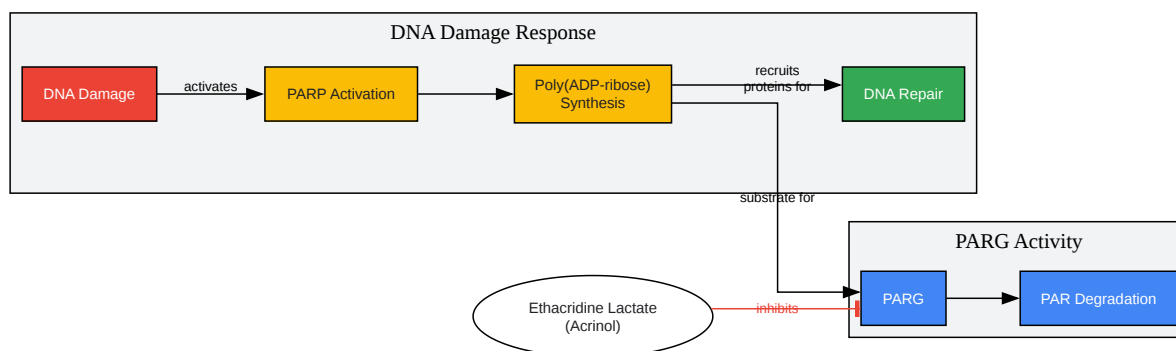 DNA Damage Response
DNA Damage
activates
PARP Activation
Poly(ADP-ribose)
Synthesis
recruits
proteins for
DNA Repair
substrate for
PARG Activity
PARG
PAR Degradation
Ethacridine Lactate
(Acrinol)
inhibits